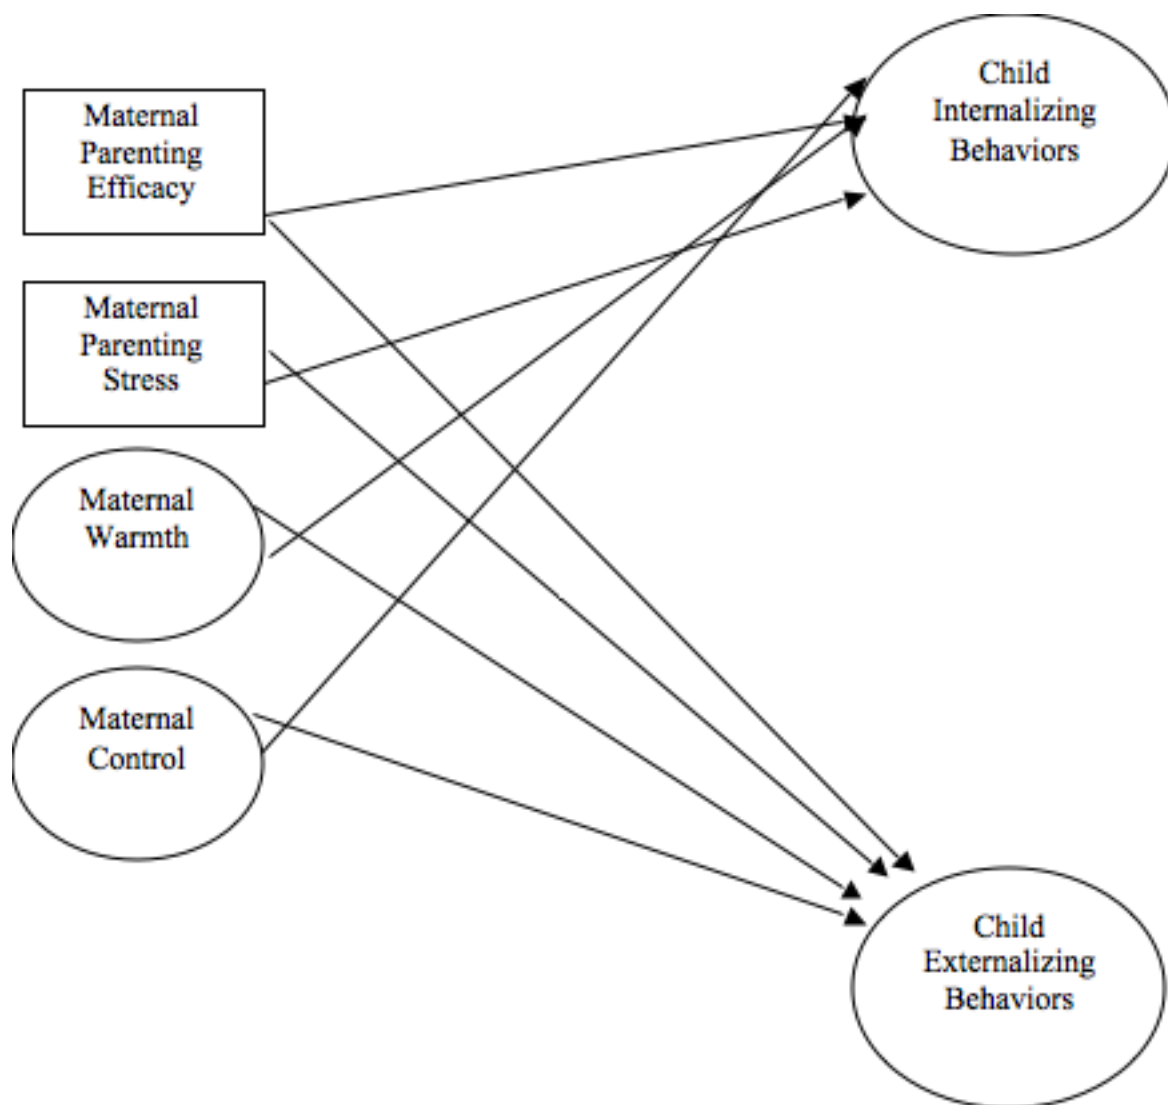 Maternal
Parenting
Efficacy
Maternal
Parenting
Stress
Maternal
Warmth
Maternal
Control
Child
Internalizing
Behaviors
Child
Externalizing
Behaviors